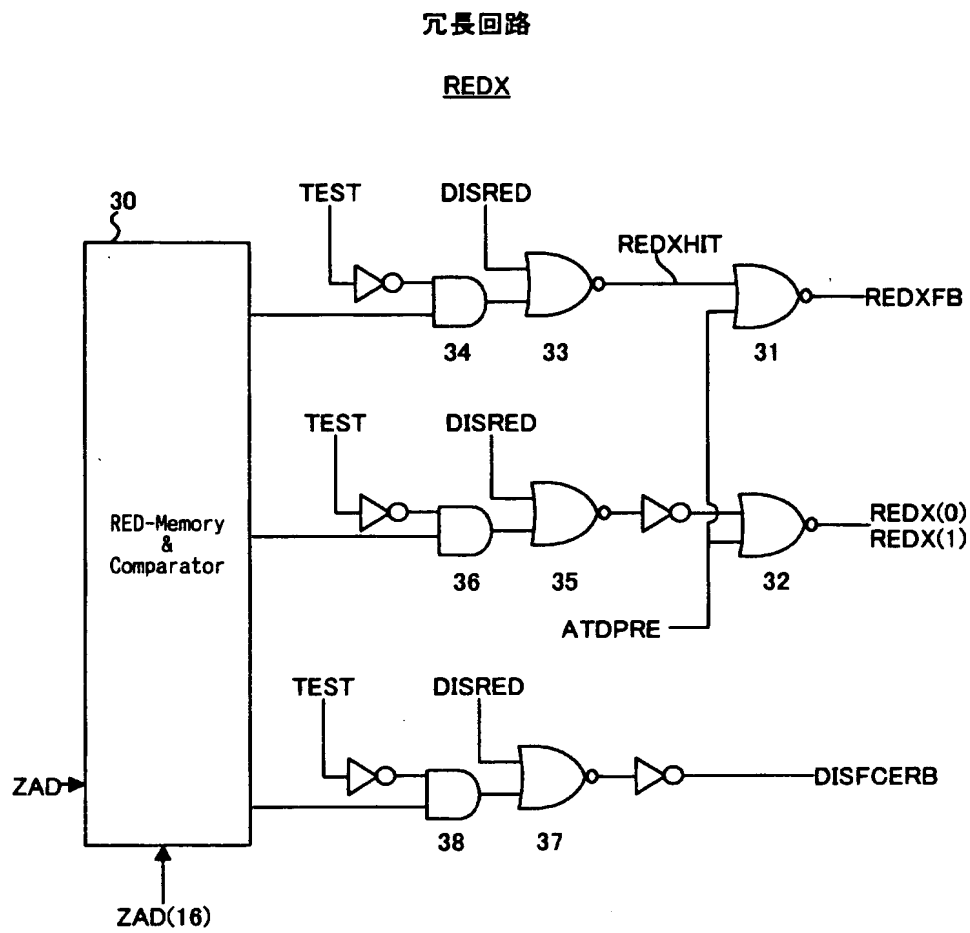 冗長回路
REDX
30
TEST
DISRED
REDXHIT
REDXFB
34
33
31
TEST
DISRED
RED-Memory
&
Comparator
REDX(0)
REDX(1)
36
35
32
ATDPRE
TEST
DISRED
ZAD
DISFCERB
38
37
ZAD(16)